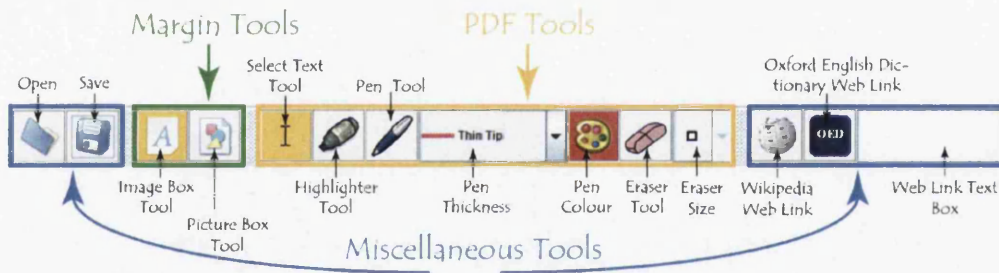 Margin Tools
PDF Tools
Open
Save
Select Text
Tool
Pen Tool
Oxford English Dic-
tionary Web Link
A
Thin Tip
OED
Image Box
Tool
Picture Box
Tool
Highlighter
Tool
Pen
Thickness
Pen
Colour
Eraser
Tool
Eraser
Size
Wikipedia
Web Link
Web Link Text
Box
Miscellaneous Tools